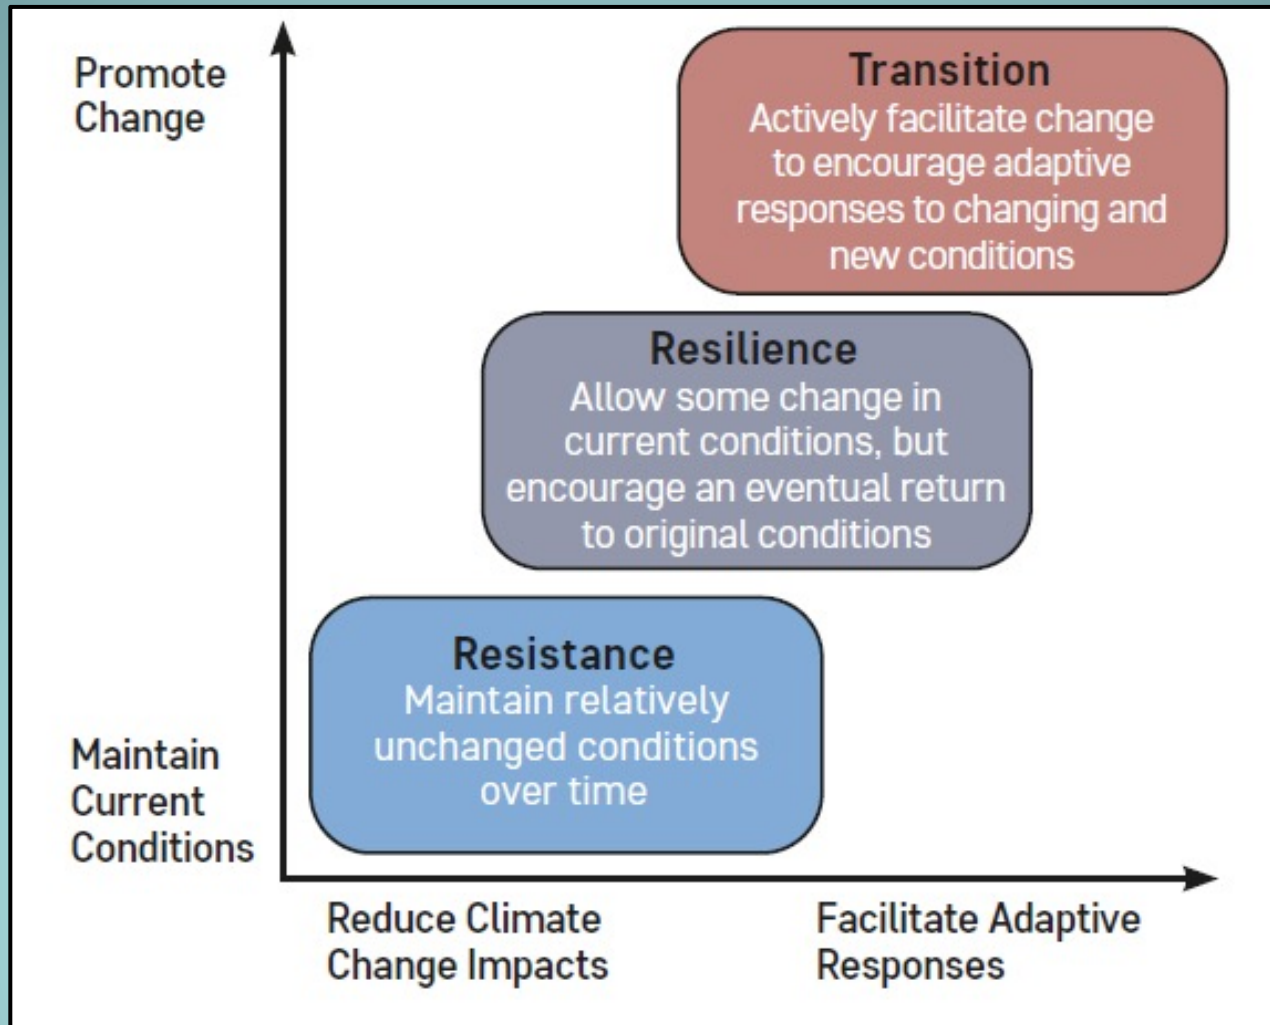 Promote
Change
Transition
Actively facilitate change
to encourage adaptive
responses to changing and
new conditions
Resilience
Allow some change in
current conditions, but
encourage an eventual return
to original conditions
Resistance
Maintain relatively
unchanged conditions
over time
Maintain
Current
Conditions
Reduce Climate
Change Impacts
Facilitate Adaptive
Responses